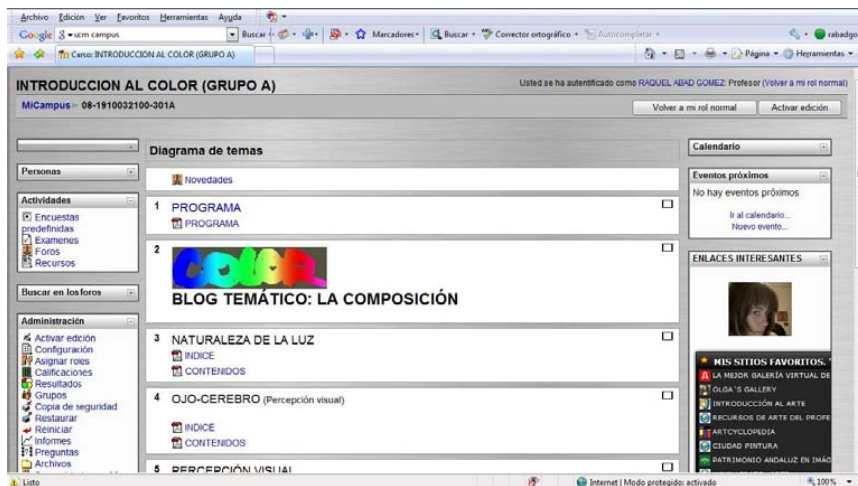 Archivo Edición Ver Favoritos Herramientas Ayuda
Google ucm campus Buscar Marcadores Buscar Corrector ortográfico Autocompletar rabadgo
Curso: INTRODUCCIÓN AL COLOR (GRUPO A) Página Herramientas
INTRODUCCION AL COLOR (GRUPO A)
Usted se ha autentificado como RAQUEL ABAD GOMEZ: Profesor (Volver a mi rol normal)
MiCampus 08-1910032100-301A
Volver a mi rol normal Activar edición
Personas
Actividades
Encuestas
predefinidas
Examenes
Foros
Recursos
Buscar en los foros
Administración
Activar edición
Configuración
Asignar roles
Calificaciones
Resultados
Grupos
Copia de seguridad
Restaurar
Reiniciar
Informes
Preguntas
Archivos
Diagrama de temas
Novedades
1 PROGRAMA
PROGRAMA
2 COLOR
BLOG TEMÁTICO: LA COMPOSICIÓN
3 NATURALEZA DE LA LUZ
INDICE
CONTENIDOS
4 OJO-CEREBRO (Percepción visual)
INDICE
CONTENIDOS
5 PERCEPCIÓN VISUAL
Calendario
Eventos próximos
No hay eventos próximos
Ir al calendario...
Nuevo evento...
ENLACES INTERESANTES
MIS SITIOS FAVORITOS.
LA MEJOR GALERÍA VIRTUAL DE
OLGA'S GALLERY
INTRODUCCIÓN AL ARTE
RECURSOS DE ARTE DEL PROFE
ARTCYCLOPEDIA
CIUDAD PINTURA
PATRIMONIO ANDALUZ EN IMÁG
Listo Internet | Modo protegido: activado 100%